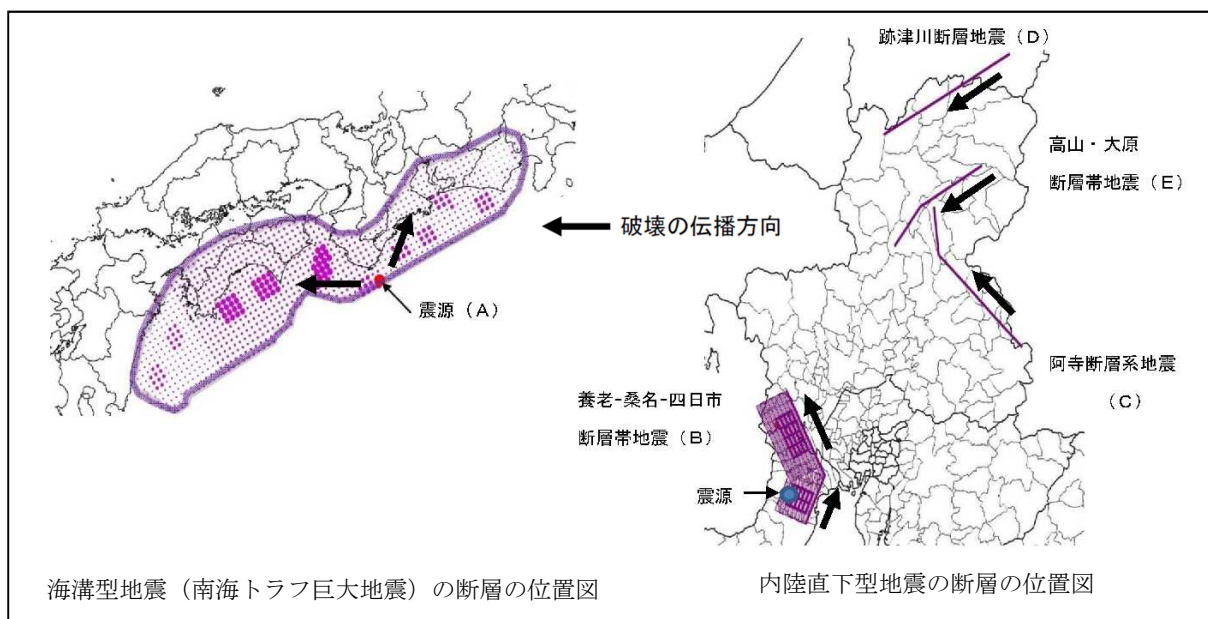 破壊の伝播方向
震源（A）
海溝型地震（南海トラフ巨大地震）の断層の位置図
跡津川断層地震（D）
高山・大原
断層帯地震（E）
阿寺断層系地震
（C）
養老-桑名-四日市
断層帯地震（B）
震源
内陸直下型地震の断層の位置図